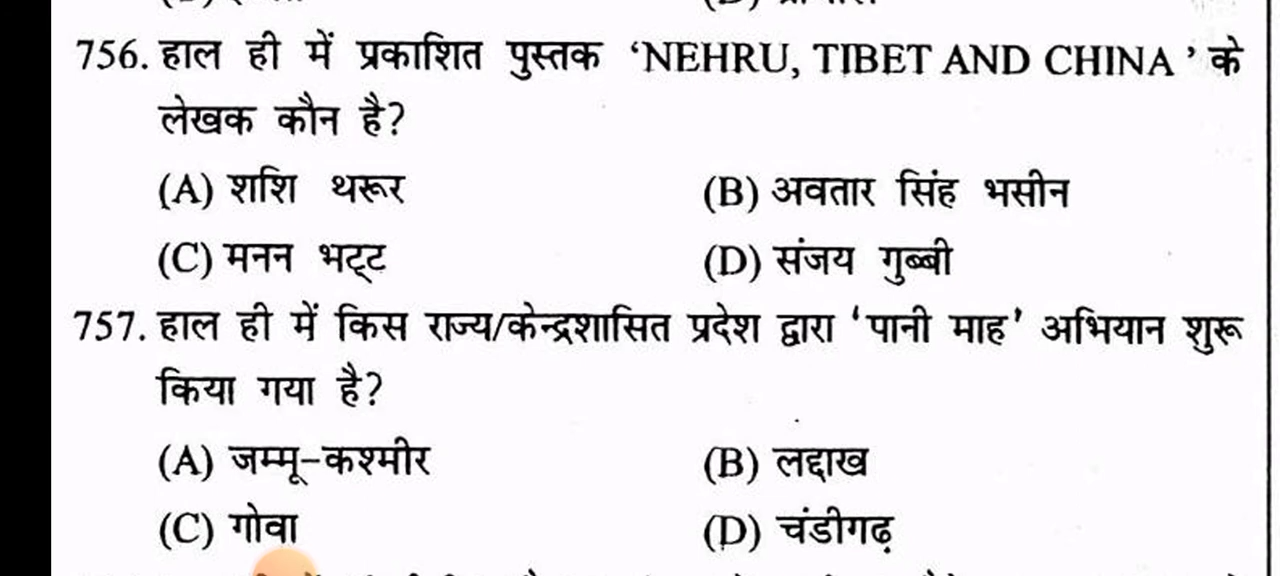 756. हाल ही में प्रकाशित पुस्तक ‘NEHRU, TIBET AND CHINA ’ के
लेखक कौन है?
(A) शशि थरूर (B) अवतार सिंह भसीन
(C) मनन भट्ट (D) संजय गुब्बी
757. हाल ही में किस राज्य/केन्द्रशासित प्रदेश द्वारा ‘पानी माह’ अभियान शुरू
किया गया है?
(A) जम्मू-कश्मीर (B) लद्दाख
(C) गोवा (D) चंडीगढ़